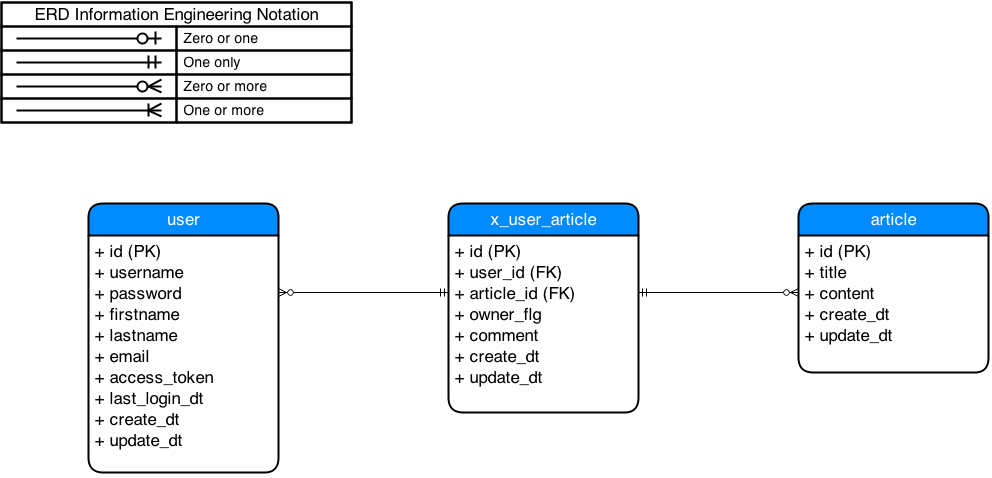 ERD Information Engineering Notation
Zero or one
One only
Zero or more
One or more
user
+ id (PK)
+ username
+ password
+ firstname
+ lastname
+ email
+ access_token
+ last_login_dt
+ create_dt
+ update_dt
x_user_article
+ id (PK)
+ user_id (FK)
+ article_id (FK)
+ owner_flg
+ comment
+ create_dt
+ update_dt
article
+ id (PK)
+ title
+ content
+ create_dt
+ update_dt